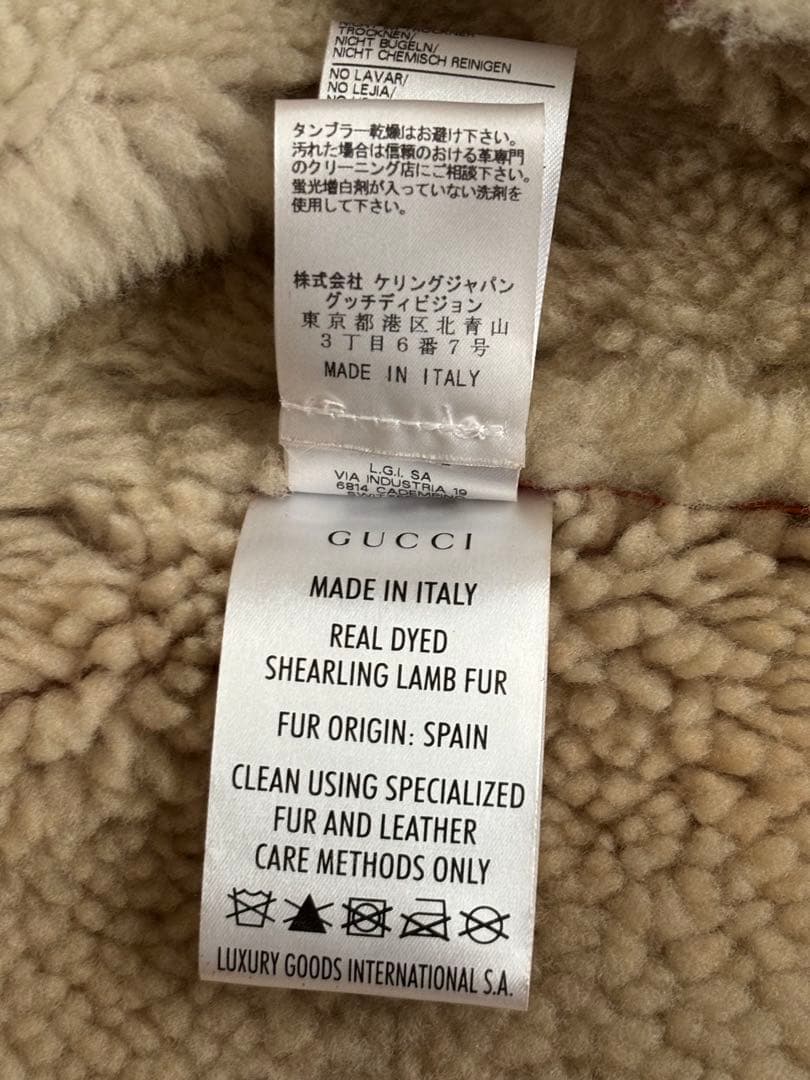 TROCKNEN/
NICHT BÜGELN/
NICHT CHEMISCH REINIGEN
NO LAVAR/
NO LEJIA/
タンブラー乾燥はお避け下さい。
汚れた場合は信頼のおける革専門
のクリーニング店にご相談下さい。
蛍光増白剤が入っていない洗剤を
使用して下さい。
株式会社 ケリングジャパン
グッチディビジョン
東京都港区北青山
3丁目6番7号
MADE IN ITALY
L.G.I. SA
VIA INDUSTRIA 19
6814 CADEMPINO
GUCCI
MADE IN ITALY
REAL DYED
SHEARLING LAMB FUR
FUR ORIGIN: SPAIN
CLEAN USING SPECIALIZED
FUR AND LEATHER
CARE METHODS ONLY
LUXURY GOODS INTERNATIONAL S.A.